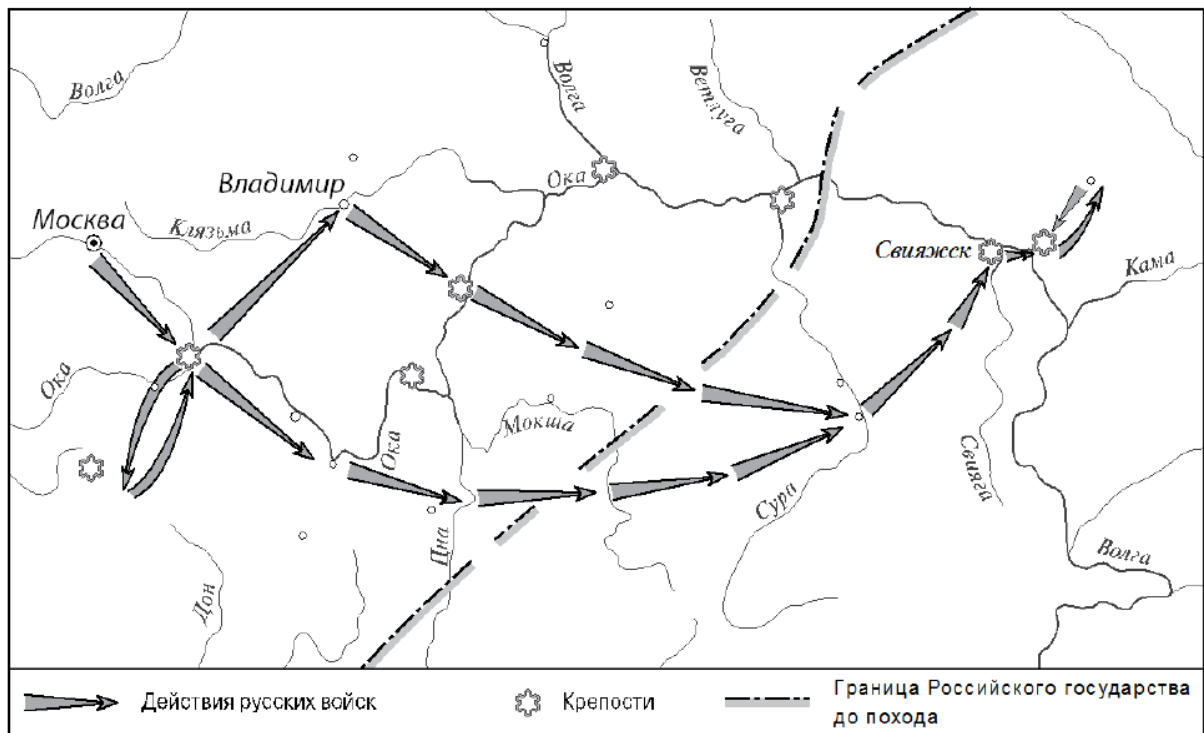 Волга
Волга
Ветлуга
Ока
Владимир
Клязьма
Москва
Свияжск
Кама
Ока
Мокша
Ока
Сура
Свияга
Цна
Дон
Волга
Действия русских войск
Крепости
Граница Российского государства
до похода